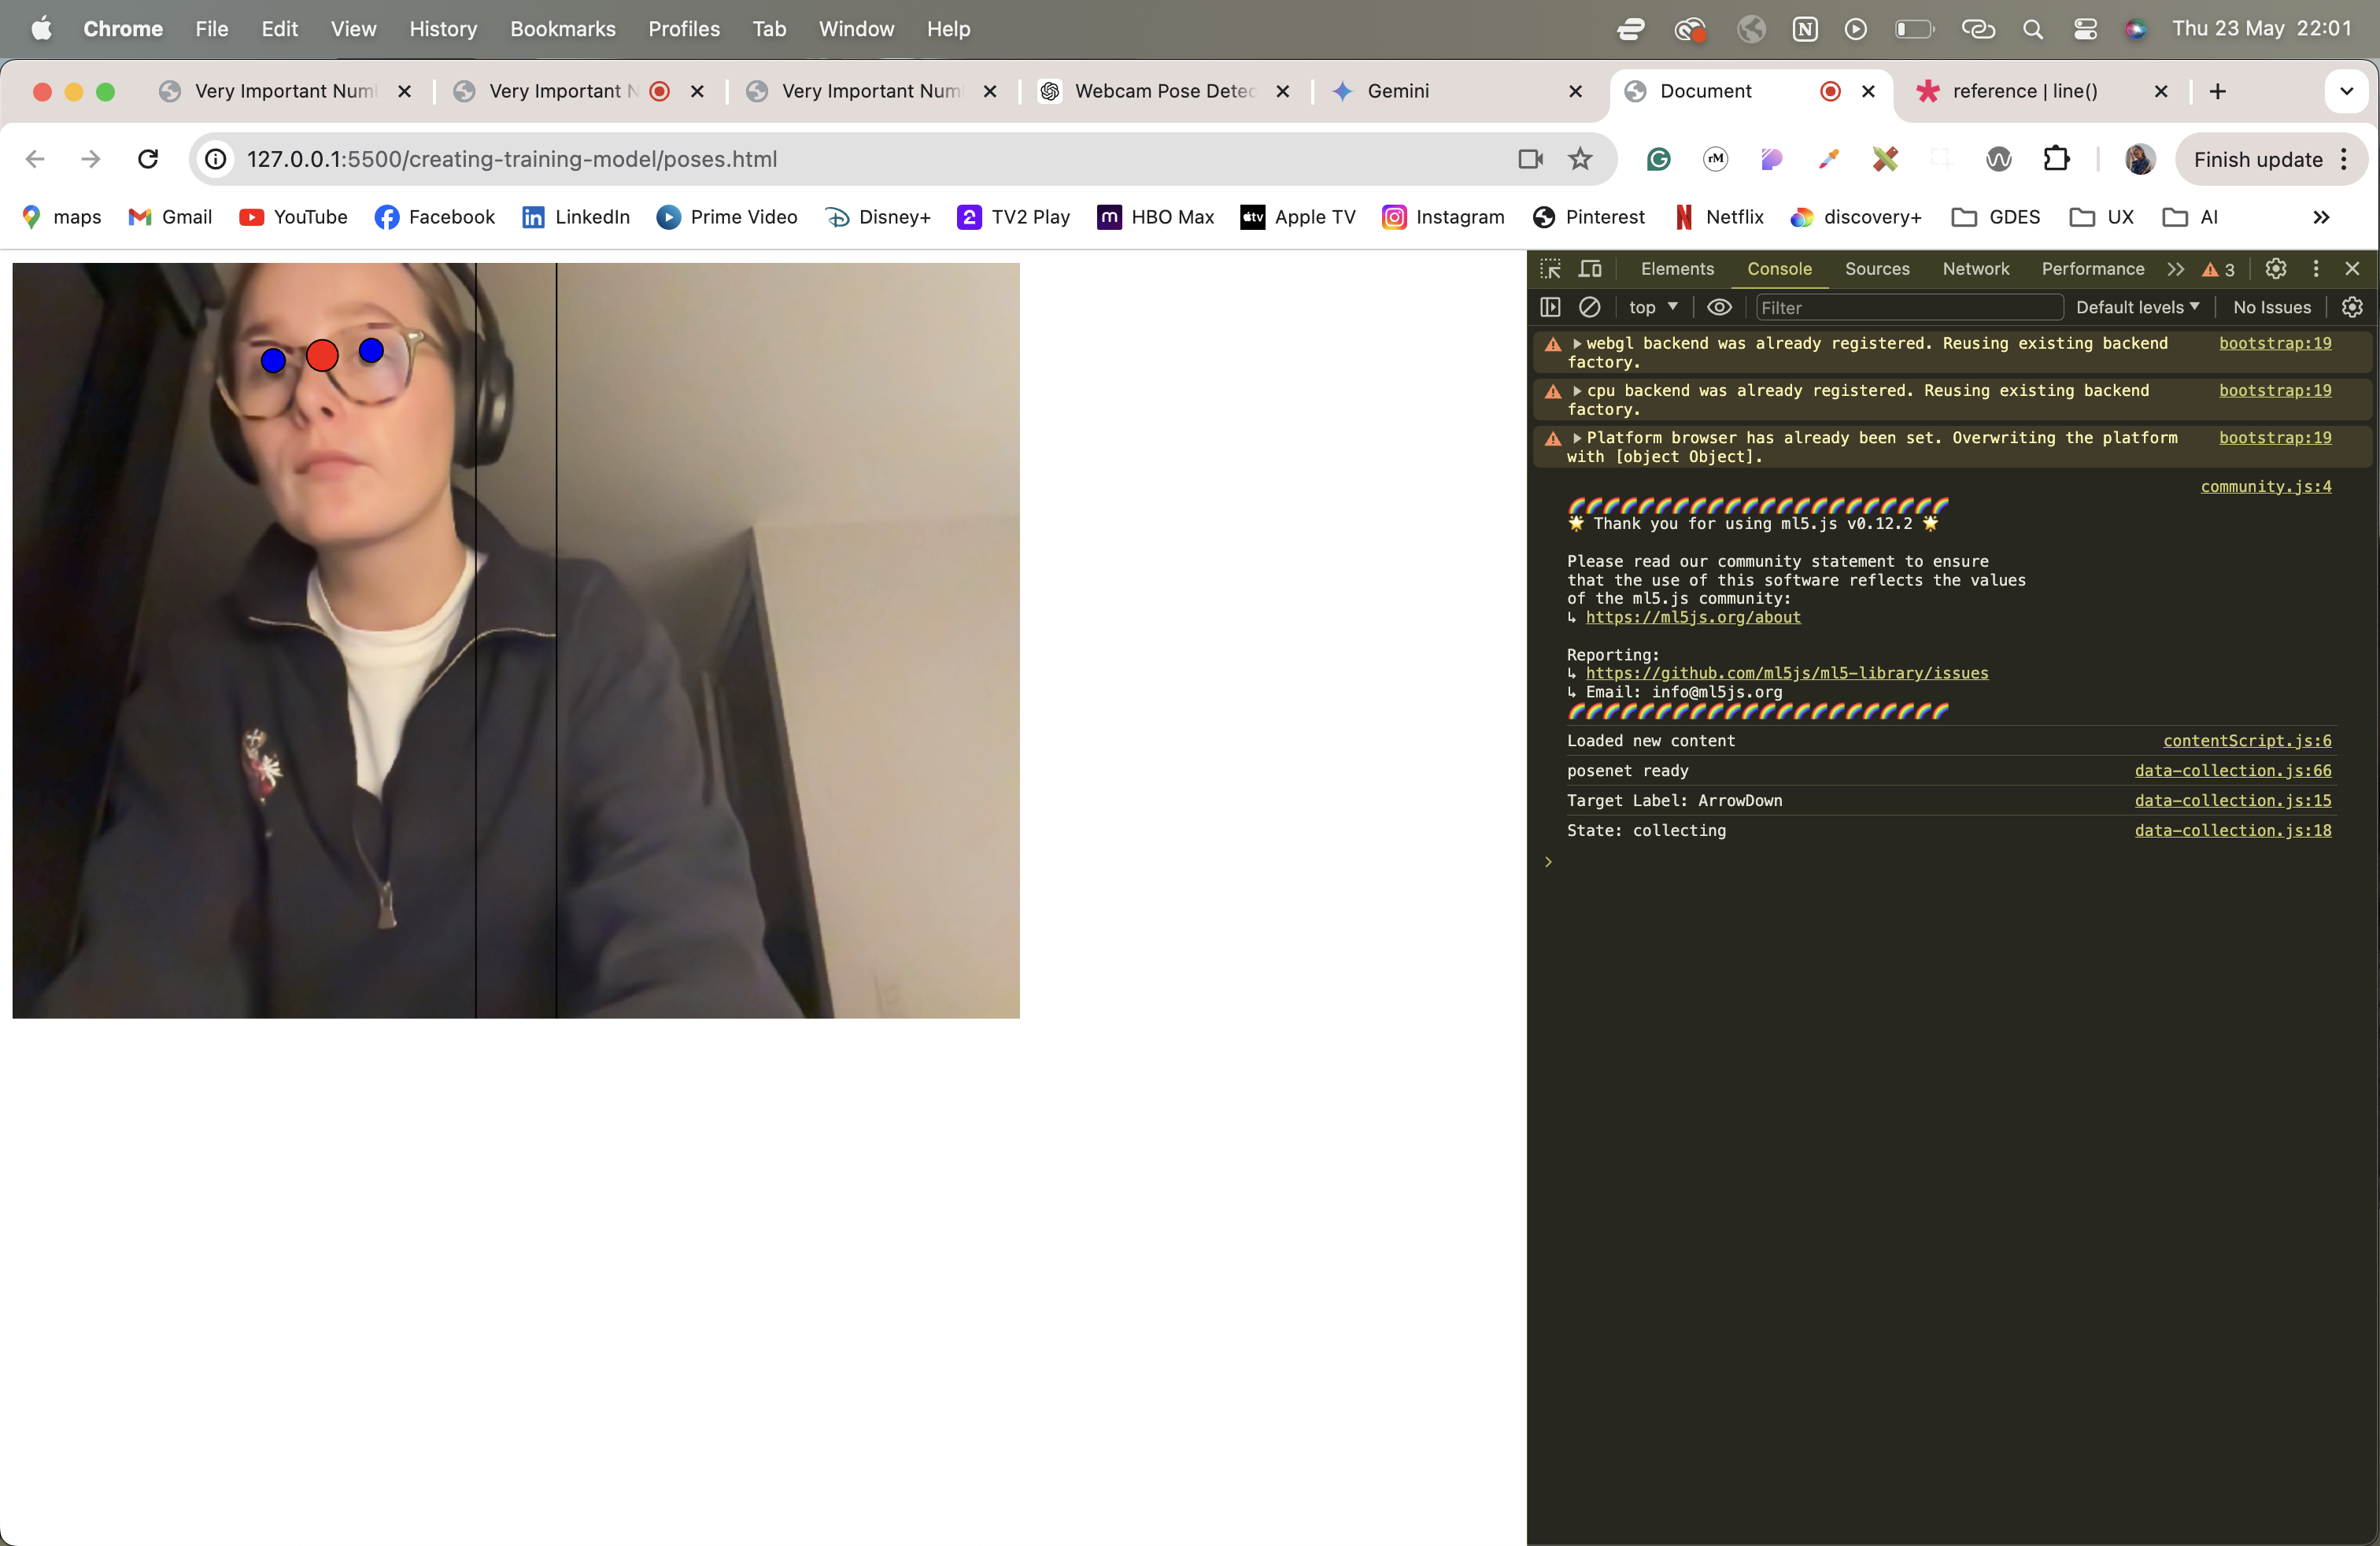 Chrome File Edit View History Bookmarks Profiles Tab Window Help Thu 23 May 22:01
Very Important Num Very Important N Very Important Num Webcam Pose Detec Gemini Document reference | line()
127.0.0.1:5500/creating-training-model/poses.html rM Finish update
maps Gmail YouTube Facebook LinkedIn Prime Video Disney+ 2 TV2 Play m HBO Max tv Apple TV Instagram Pinterest Netflix discovery+ GDES UX AI
Elements Console Sources Network Performance 3
top Filter Default levels No Issues
webgl backend was already registered. Reusing existing backend bootstrap:19
factory.
cpu backend was already registered. Reusing existing backend bootstrap:19
factory.
Platform browser has already been set. Overwriting the platform bootstrap:19
with [object Object].
community.js:4
🌈🌈🌈🌈🌈🌈🌈🌈🌈🌈🌈🌈🌈🌈🌈🌈🌈🌈🌈🌈🌈🌈
🌟 Thank you for using ml5.js v0.12.2 🌟
Please read our community statement to ensure
that the use of this software reflects the values
of the ml5.js community:
↳ https://ml5js.org/about
Reporting:
↳ https://github.com/ml5js/ml5-library/issues
↳ Email: info@ml5js.org
🌈🌈🌈🌈🌈🌈🌈🌈🌈🌈🌈🌈🌈🌈🌈🌈🌈🌈🌈🌈🌈🌈
Loaded new content contentScript.js:6
posenet ready data-collection.js:66
Target Label: ArrowDown data-collection.js:15
State: collecting data-collection.js:18